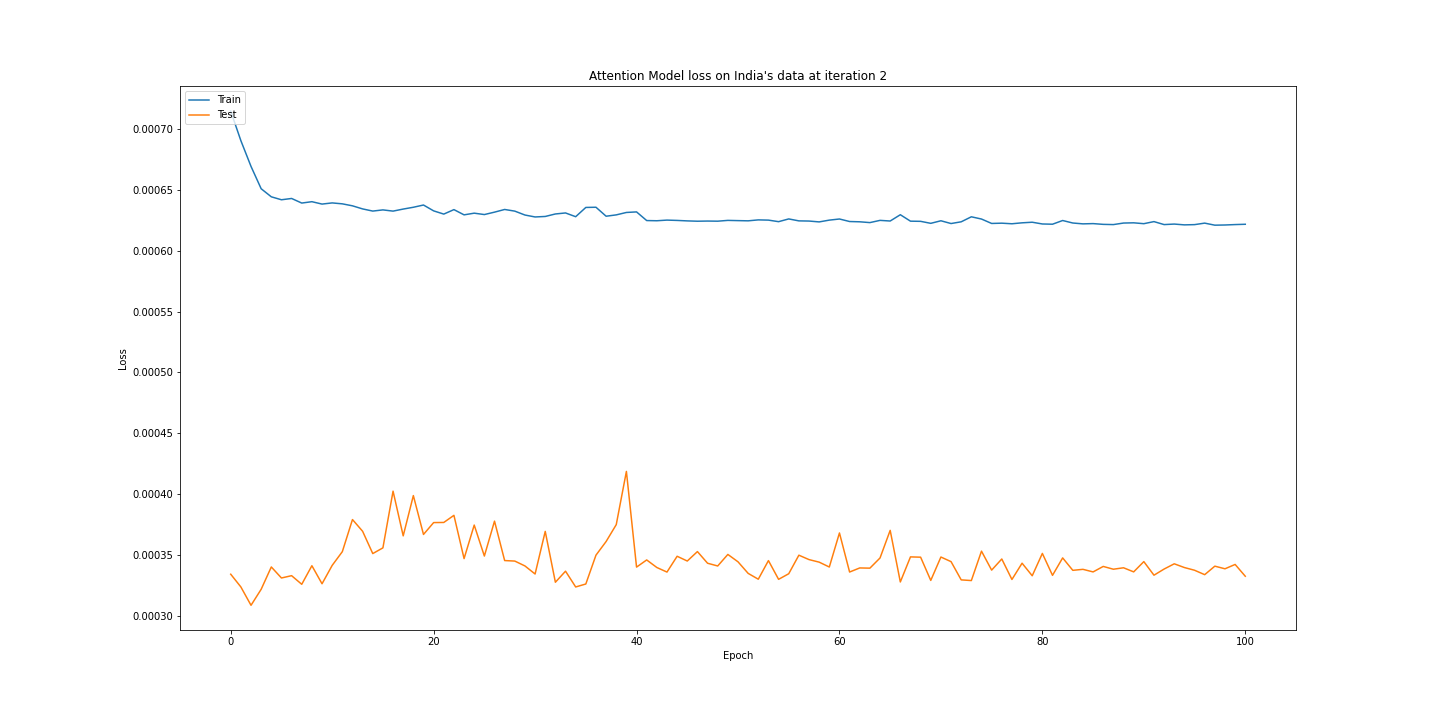 Attention Model loss on India's data at iteration 2
Train
Test
0.00070
0.00065
0.00060
0.00055
0.00050
0.00045
0.00040
0.00035
0.00030
Loss
0 20 40 60 80 100
Epoch